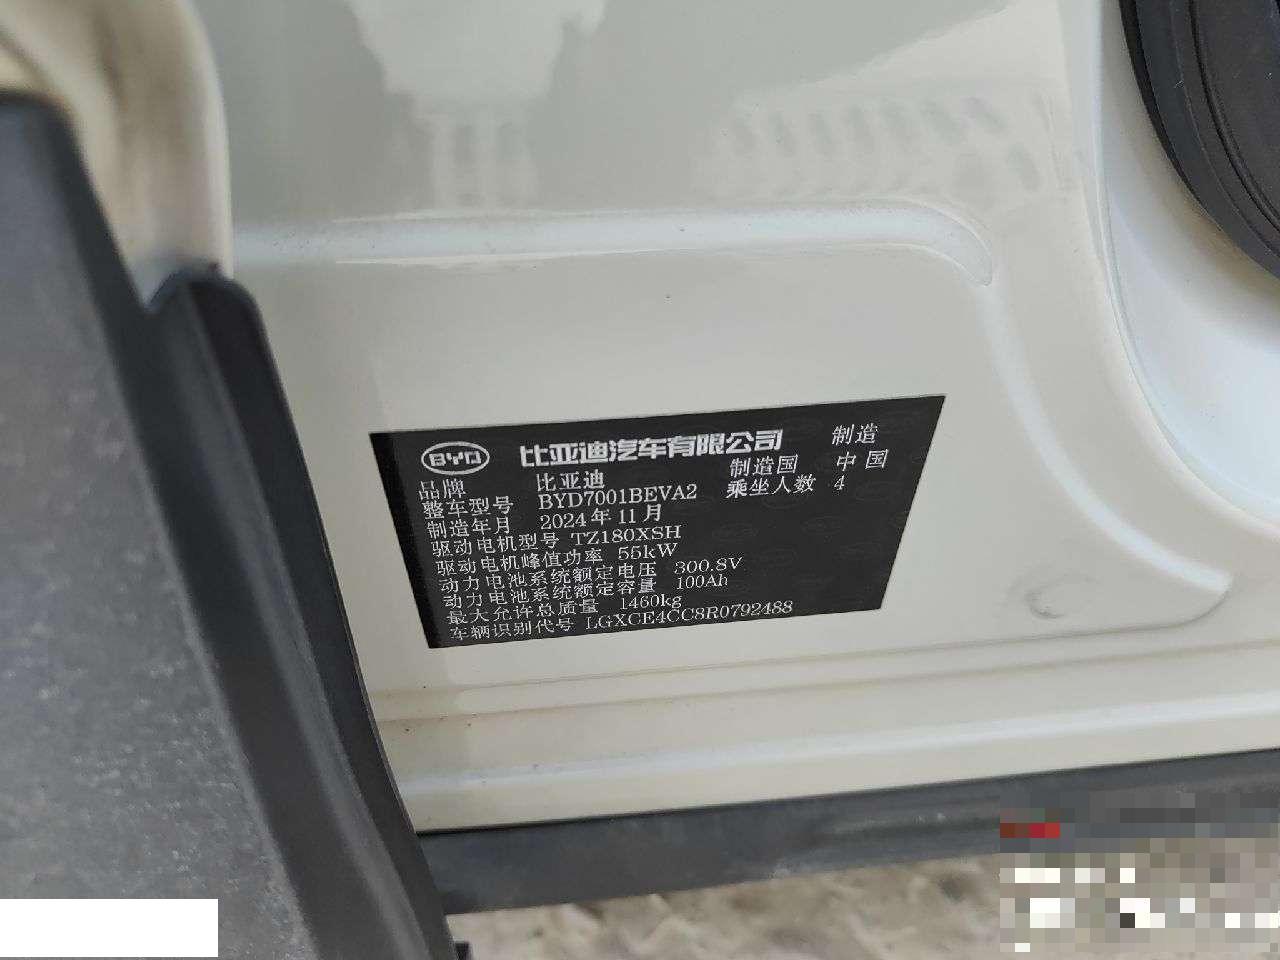 BYD 比亚迪汽车有限公司 制造
品牌 比亚迪 制造国 中国
整车型号 BYD7001BEVA2 乘坐人数 4
制造年月 2024年11月
驱动电机型号 TZ180XSH
驱动电机峰值功率 55kW
动力电池系统额定电压 300.8V
动力电池系统额定容量 100Ah
最大允许总质量 1460kg
车辆识别代号 LGXCE4CC8R0792488